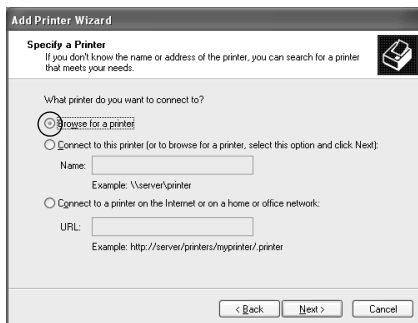 Add Printer Wizard
Specify a Printer
If you don't know the name or address of the printer, you can search for a printer
that meets your needs.
What printer do you want to connect to?
Browse for a printer
Connect to this printer (or to browse for a printer, select this option and click Next):
Name:
Example: \\server\printer
Connect to a printer on the Internet or on a home or office network:
URL:
Example: http://server/printers/myprinter/.printer
< Back Next > Cancel